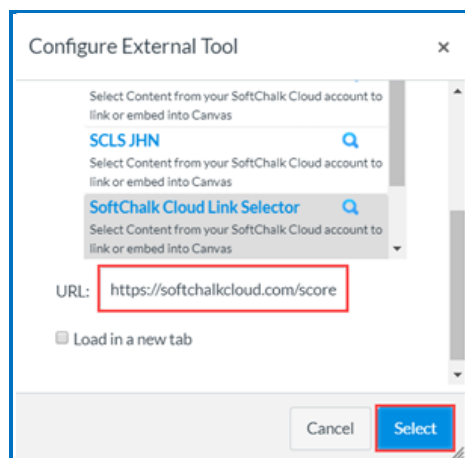 Configure External Tool ×
Select Content from your SoftChalk Cloud account to
link or embed into Canvas
SCLS JHN
Select Content from your SoftChalk Cloud account to
link or embed into Canvas
SoftChalk Cloud Link Selector
Select Content from your SoftChalk Cloud account to
link or embed into Canvas
URL: https://softchalkcloud.com/score
Load in a new tab
Cancel Select